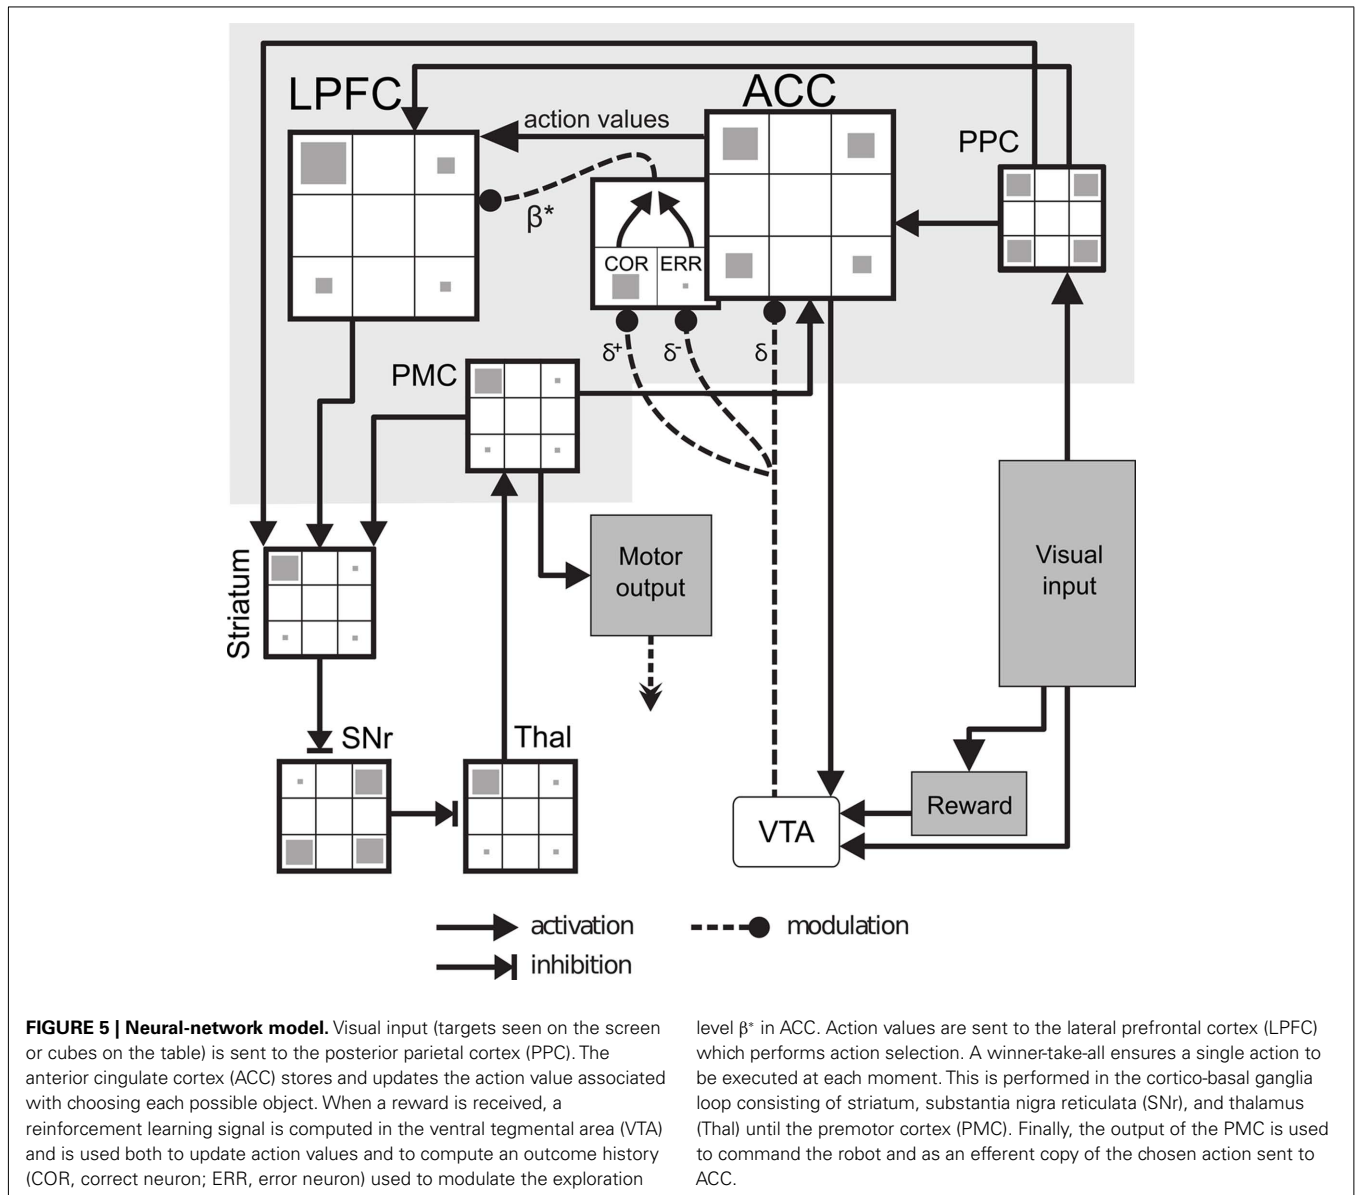 LPFC
ACC
action values
PPC
β*
COR ERR
δ⁺
δ⁻
δ
PMC
Striatum
Motor
output
Visual
input
SNr
Thal
Reward
VTA
activation
modulation
inhibition
FIGURE 5 | Neural-network model. Visual input (targets seen on the screen
or cubes on the table) is sent to the posterior parietal cortex (PPC). The
anterior cingulate cortex (ACC) stores and updates the action value associated
with choosing each possible object. When a reward is received, a
reinforcement learning signal is computed in the ventral tegmental area (VTA)
and is used both to update action values and to compute an outcome history
(COR, correct neuron; ERR, error neuron) used to modulate the exploration
level β* in ACC. Action values are sent to the lateral prefrontal cortex (LPFC)
which performs action selection. A winner-take-all ensures a single action to
be executed at each moment. This is performed in the cortico-basal ganglia
loop consisting of striatum, substantia nigra reticulata (SNr), and thalamus
(Thal) until the premotor cortex (PMC). Finally, the output of the PMC is used
to command the robot and as an efferent copy of the chosen action sent to
ACC.